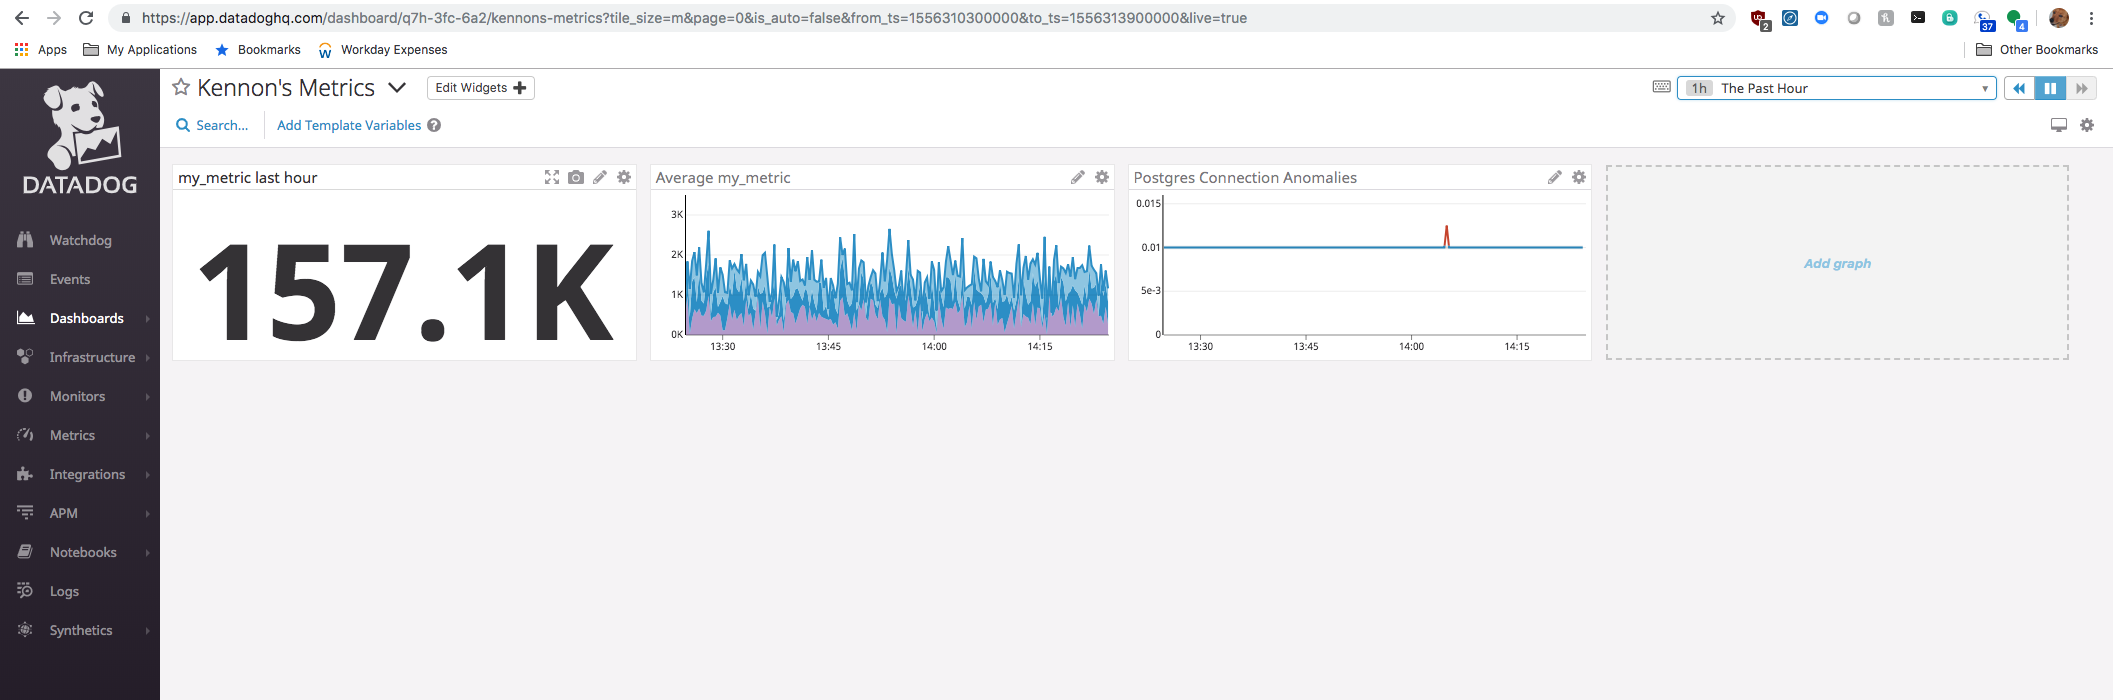 https://app.datadoghq.com/dashboard/q7h-3fc-6a2/kennons-metrics?tile_size=m&page=0&is_auto=false&from_ts=1556310300000&to_ts=1556313900000&live=true
2
37
4
Apps My Applications Bookmarks Workday Expenses Other Bookmarks
DATADOG
Watchdog
Events
Dashboards
Infrastructure
Monitors
Metrics
Integrations
APM
Notebooks
Logs
Synthetics
Kennon's Metrics Edit Widgets 1h The Past Hour
Search... Add Template Variables ?
my_metric last hour
157.1K
Average my_metric
3K
2K
1K
0K
13:30 13:45 14:00 14:15
Postgres Connection Anomalies
0.015
0.01
5e-3
0
13:30 13:45 14:00 14:15
Add graph